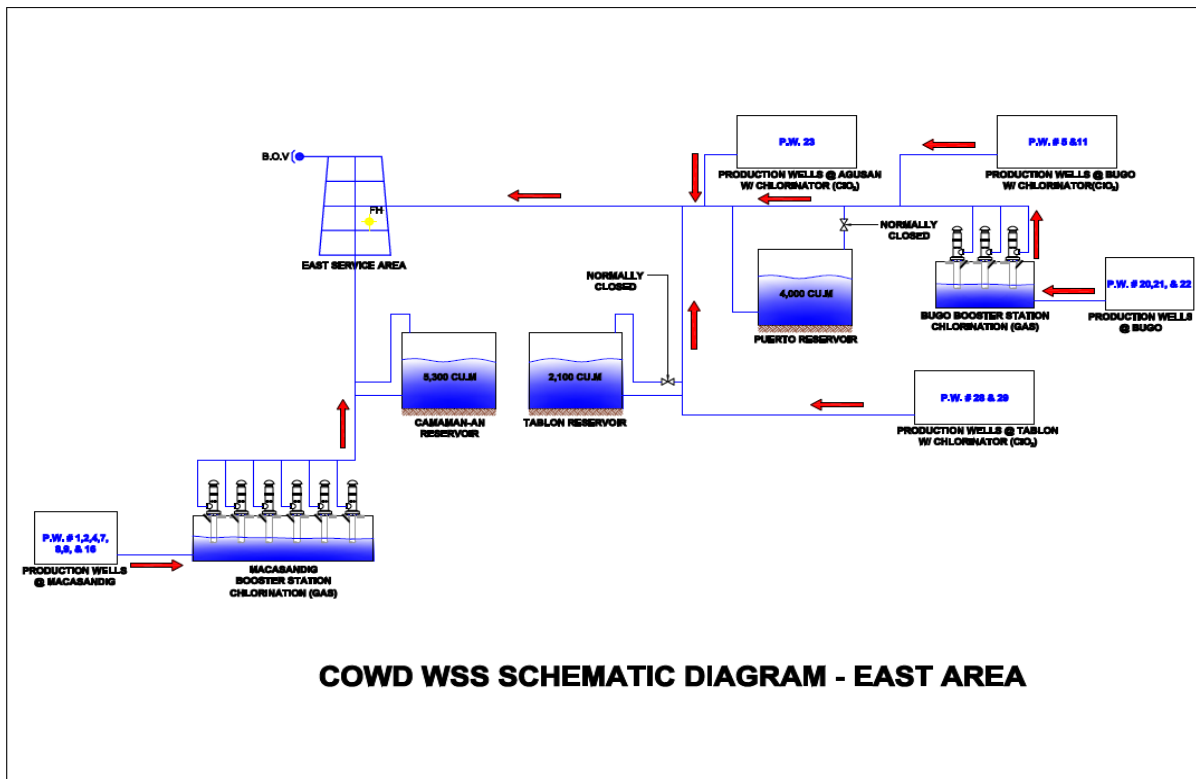 P.W. 23
PRODUCTION WELLS @ AGUSAN
W/ CHLORINATOR (ClO₂)
P.W. # 5 &11
PRODUCTION WELLS @ BUGO
W/ CHLORINATOR(ClO₂)
B.O.V
FH
EAST SERVICE AREA
NORMALLY
CLOSED
NORMALLY
CLOSED
4,000 CU.M
PUERTO RESERVOIR
BUGO BOOSTER STATION
CHLORINATION (GAS)
P.W. # 20,21, & 22
PRODUCTION WELLS
@ BUGO
5,300 CU.M
CAMAMAN-AN
RESERVOIR
2,100 CU.M
TABLON RESERVOIR
P.W. # 28 & 29
PRODUCTION WELLS @ TABLON
W/ CHLORINATOR (ClO₂)
P.W. # 1,2,4,7,
8,9, & 16
PRODUCTION WELLS
@ MACASANDIG
MACASANDIG
BOOSTER STATION
CHLORINATION (GAS)
COWD WSS SCHEMATIC DIAGRAM - EAST AREA